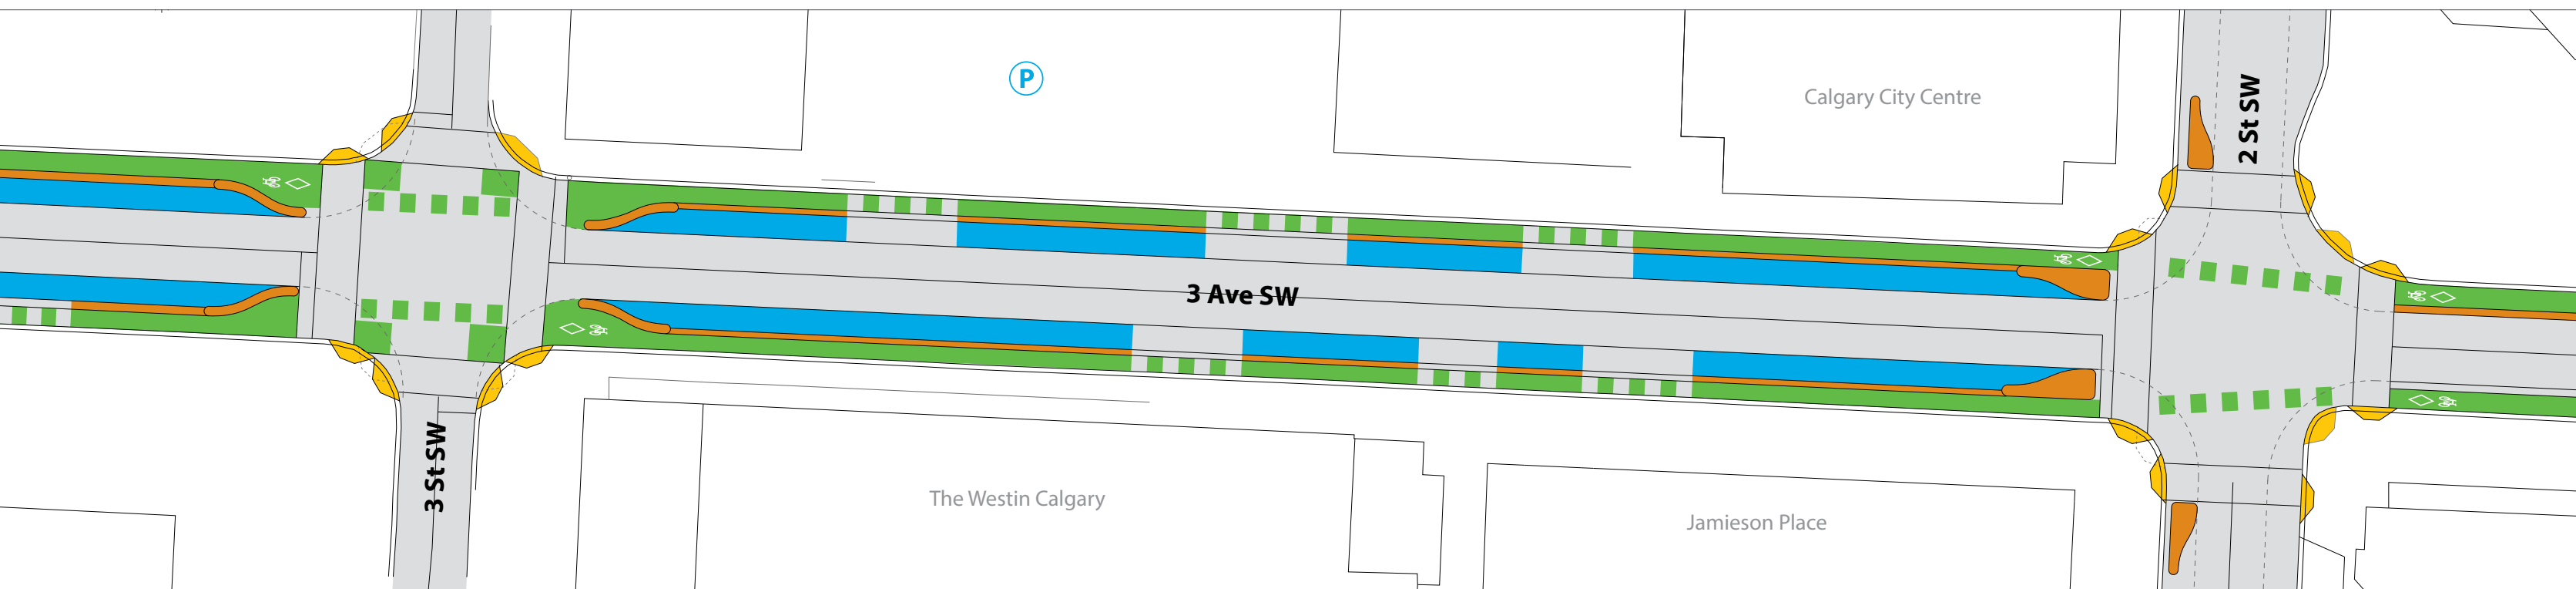 P
Calgary City Centre
2 St SW
3 Ave SW
3 St SW
The Westin Calgary
Jamieson Place